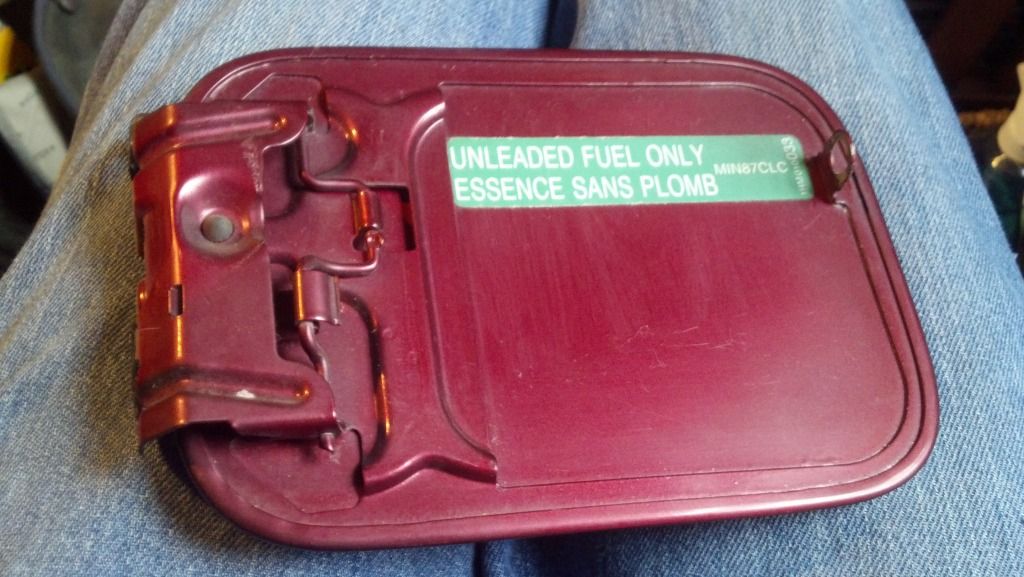 UNLEADED FUEL ONLY
ESSENCE SANS PLOMB
MIN87CLC